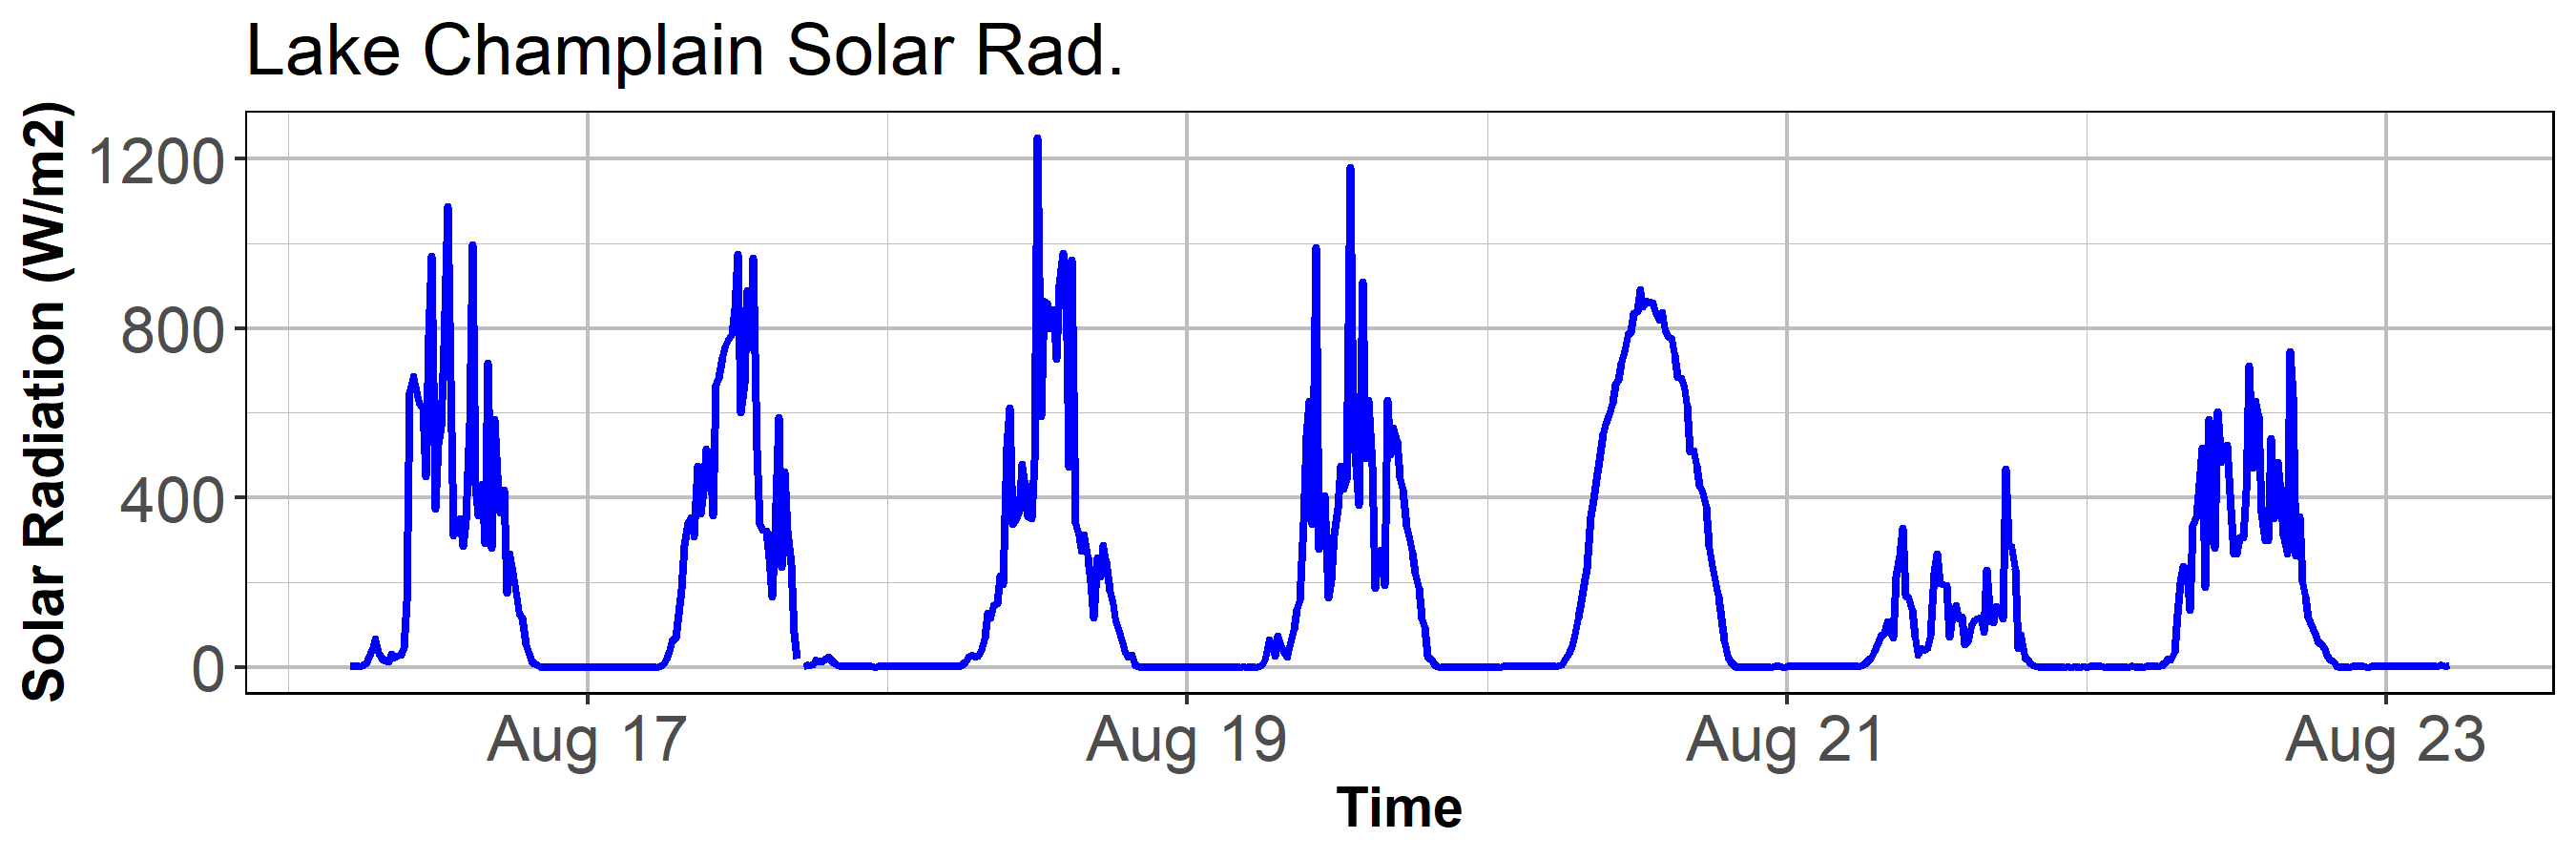 Lake Champlain Solar Rad.
Solar Radiation (W/m2)
1200
800
400
0
Aug 17 Aug 19 Aug 21 Aug 23
Time